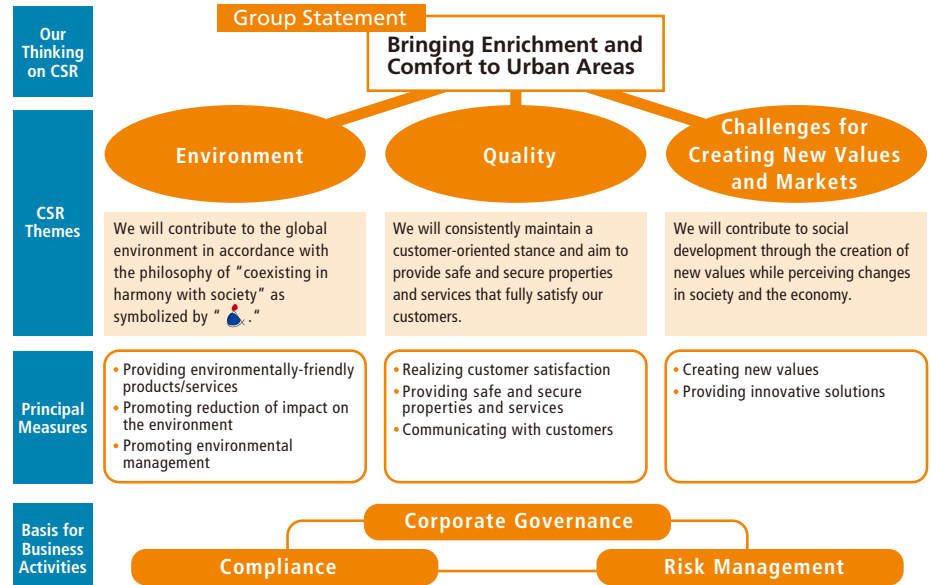 Our
Thinking
on CSR
Group Statement
Bringing Enrichment and
Comfort to Urban Areas
CSR
Themes
Environment
Quality
Challenges for
Creating New Values
and Markets
We will contribute to the global
environment in accordance with
the philosophy of "coexisting in
harmony with society" as
symbolized by " ."
We will consistently maintain a
customer-oriented stance and aim to
provide safe and secure properties
and services that fully satisfy our
customers.
We will contribute to social
development through the creation of
new values while perceiving changes
in society and the economy.
Principal
Measures
• Providing environmentally-friendly
products/services
• Promoting reduction of impact on
the environment
• Promoting environmental
management
• Realizing customer satisfaction
• Providing safe and secure
properties and services
• Communicating with customers
• Creating new values
• Providing innovative solutions
Basis for
Business
Activities
Corporate Governance
Compliance
Risk Management